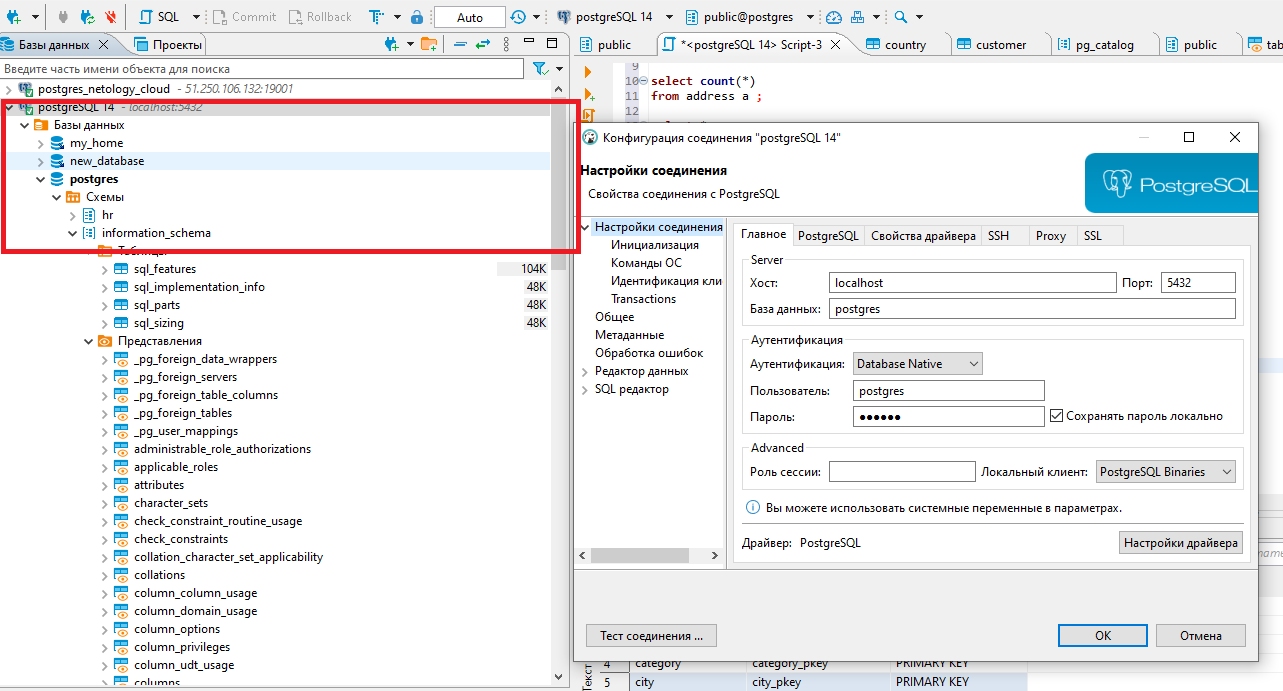 SQL Commit Rollback Auto postgreSQL 14 public@postgres
Базы данных Проекты
public *<postgreSQL 14> Script-3 country customer pg_catalog public tab
Введите часть имени объекта для поиска
postgres_netology_cloud - 51.250.106.132:19001
postgreSQL 14 - localhost:5432
Базы данных
my_home
new_database
postgres
Схемы
hr
information_schema
Таблицы
sql_features 104K
sql_implementation_info 48K
sql_parts 48K
sql_sizing 48K
Представления
_pg_foreign_data_wrappers
_pg_foreign_servers
_pg_foreign_table_columns
_pg_foreign_tables
_pg_user_mappings
administrable_role_authorizations
applicable_roles
attributes
character_sets
check_constraint_routine_usage
check_constraints
collation_character_set_applicability
collations
column_column_usage
column_domain_usage
column_options
column_privileges
column_udt_usage
columns
9
10 select count(*)
11 from address a ;
12
Конфигурация соединения "postgreSQL 14"
Настройки соединения
Свойства соединения с PostgreSQL
PostgreSQL
Настройки соединения
Инициализация
Команды ОС
Идентификация кли
Transactions
Общее
Метаданные
Обработка ошибок
Редактор данных
SQL редактор
Главное PostgreSQL Свойства драйвера SSH Proxy SSL
Server
Хост: localhost Порт: 5432
База данных: postgres
Аутентификация
Аутентификация: Database Native
Пользователь: postgres
Пароль: ●●●●●● Сохранять пароль локально
Advanced
Роль сессии: Локальный клиент: PostgreSQL Binaries
Вы можете использовать системные переменные в параметрах.
Драйвер: PostgreSQL Настройки драйвера
Тест соединения ... ОК Отмена
Текст
4 category category_pkey PRIMARY KEY
5 city city_pkey PRIMARY KEY